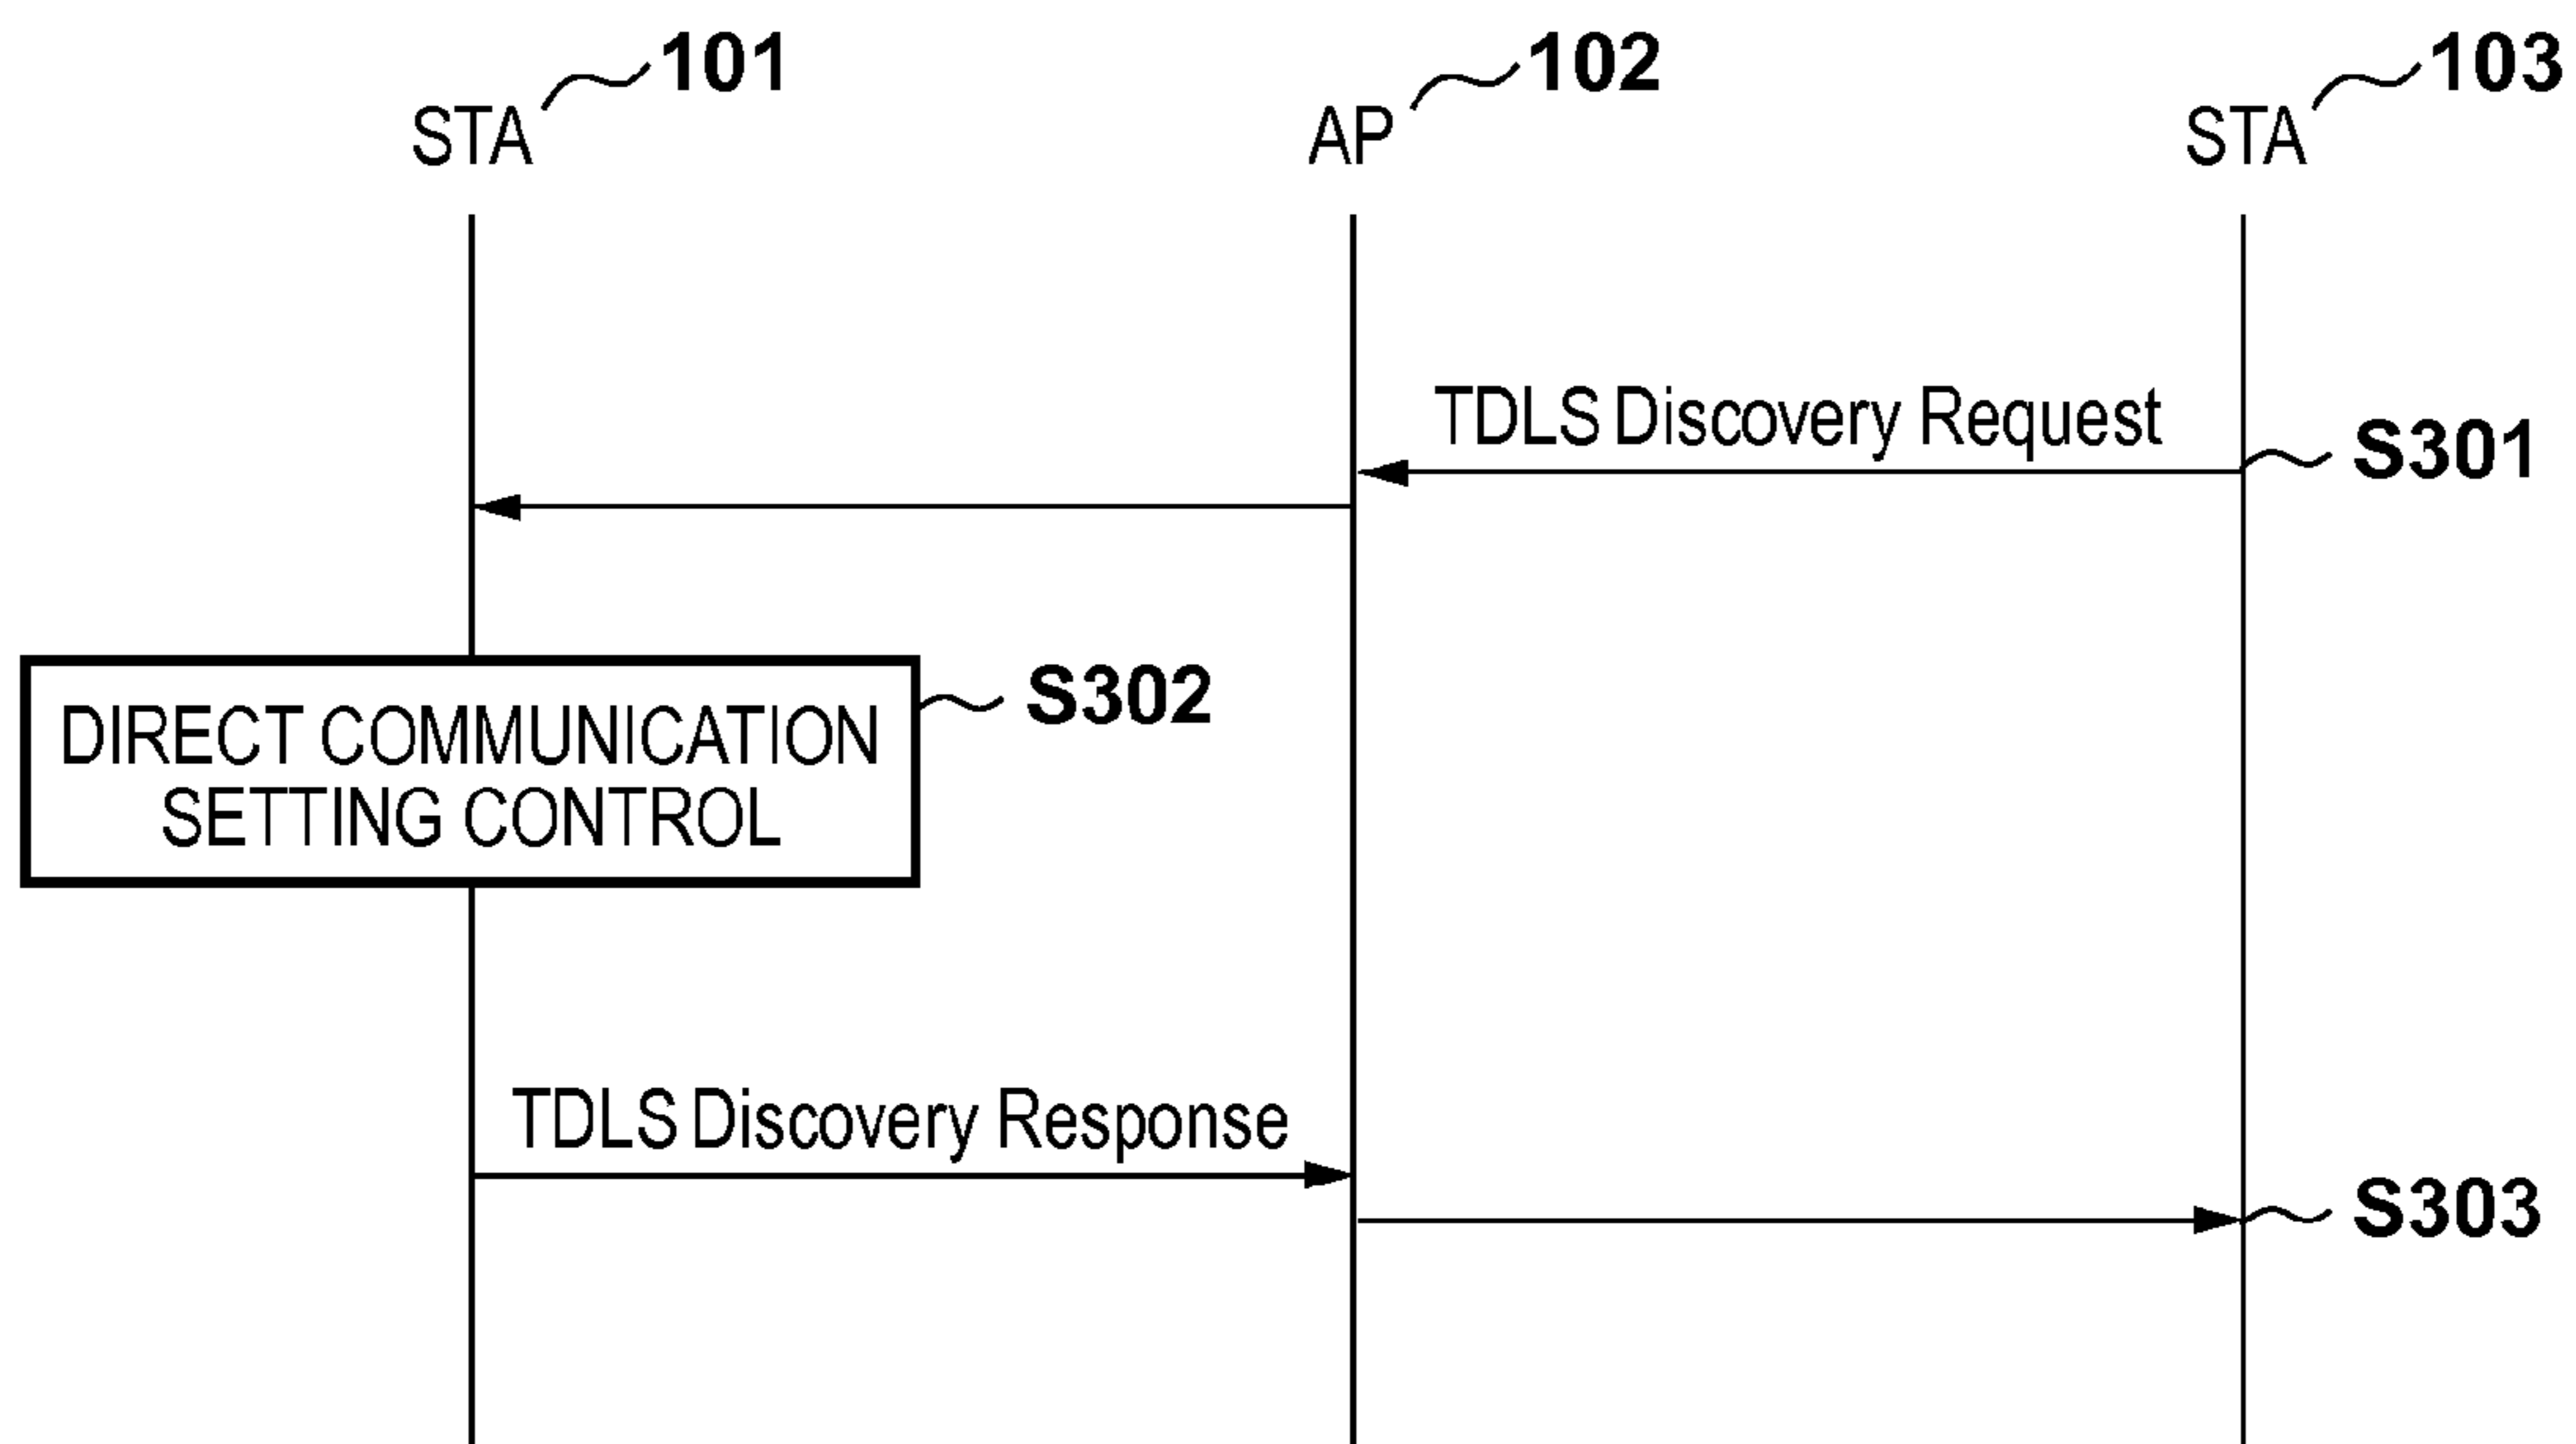 101
102
103
STA
AP
STA
TDLS Discovery Request
S301
S302
DIRECT COMMUNICATION
SETTING CONTROL
TDLS Discovery Response
S303